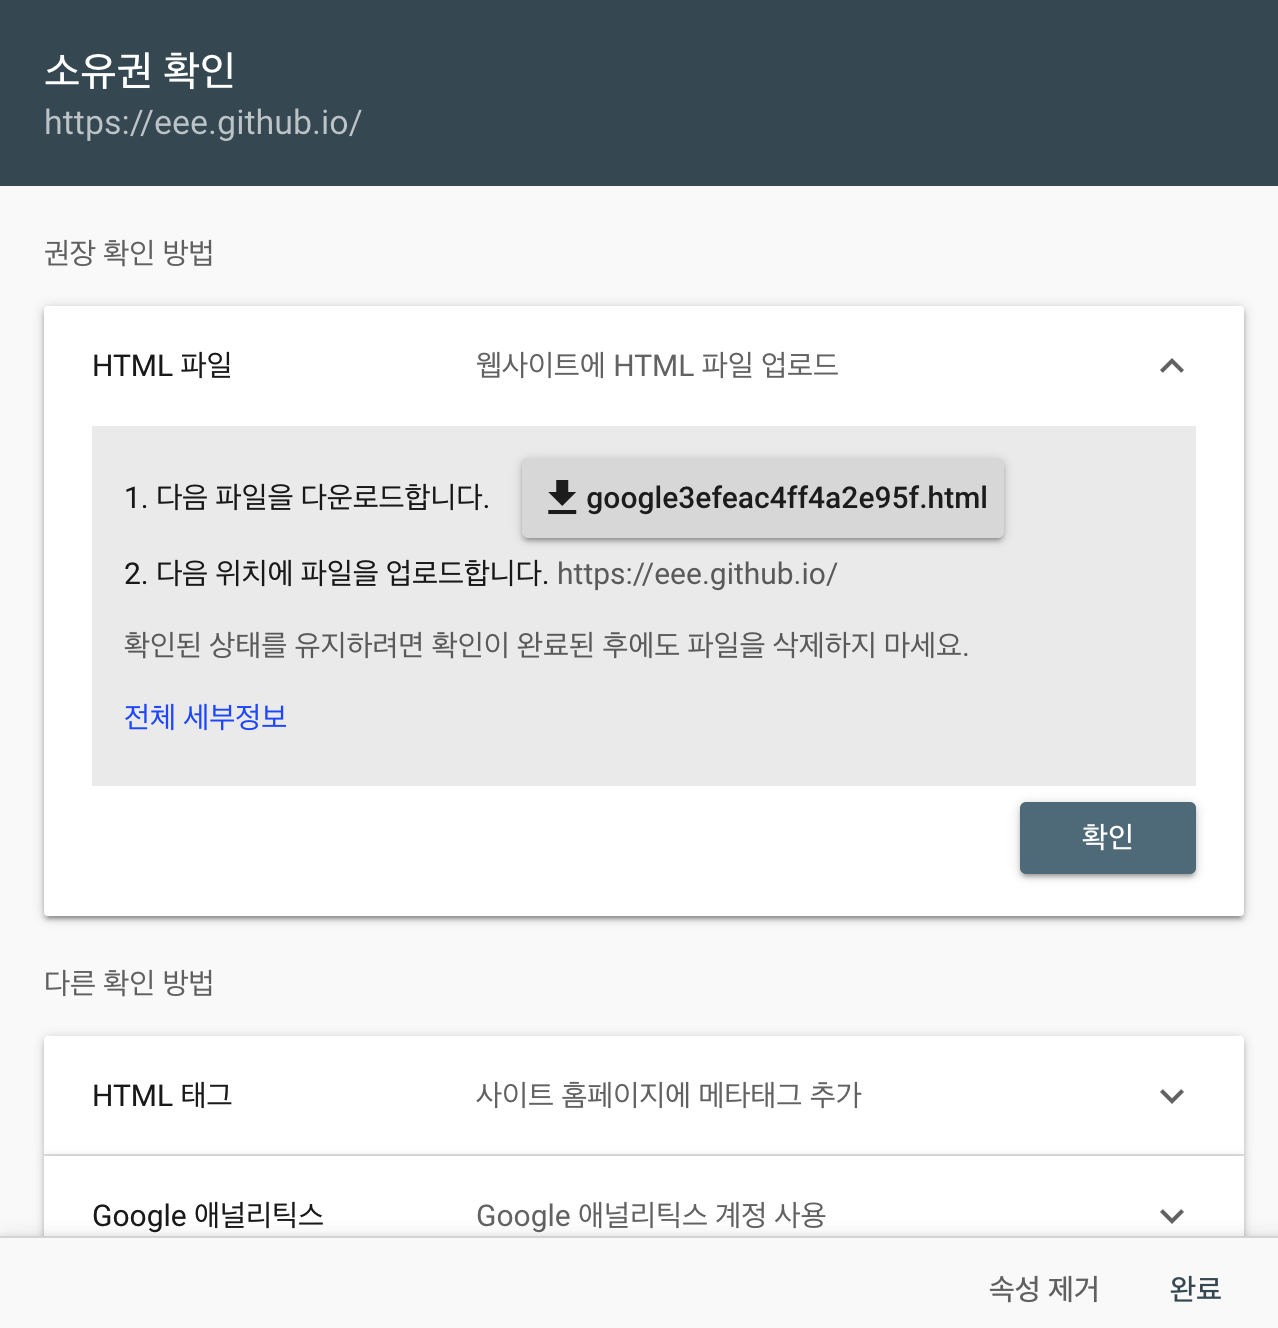 소유권 확인
https://eee.github.io/
권장 확인 방법
HTML 파일 웹사이트에 HTML 파일 업로드
1. 다음 파일을 다운로드합니다. google3efeac4ff4a2e95f.html
2. 다음 위치에 파일을 업로드합니다. https://eee.github.io/
확인된 상태를 유지하려면 확인이 완료된 후에도 파일을 삭제하지 마세요.
전체 세부정보
확인
다른 확인 방법
HTML 태그 사이트 홈페이지에 메타태그 추가
Google 애널리틱스 Google 애널리틱스 계정 사용
속성 제거 완료